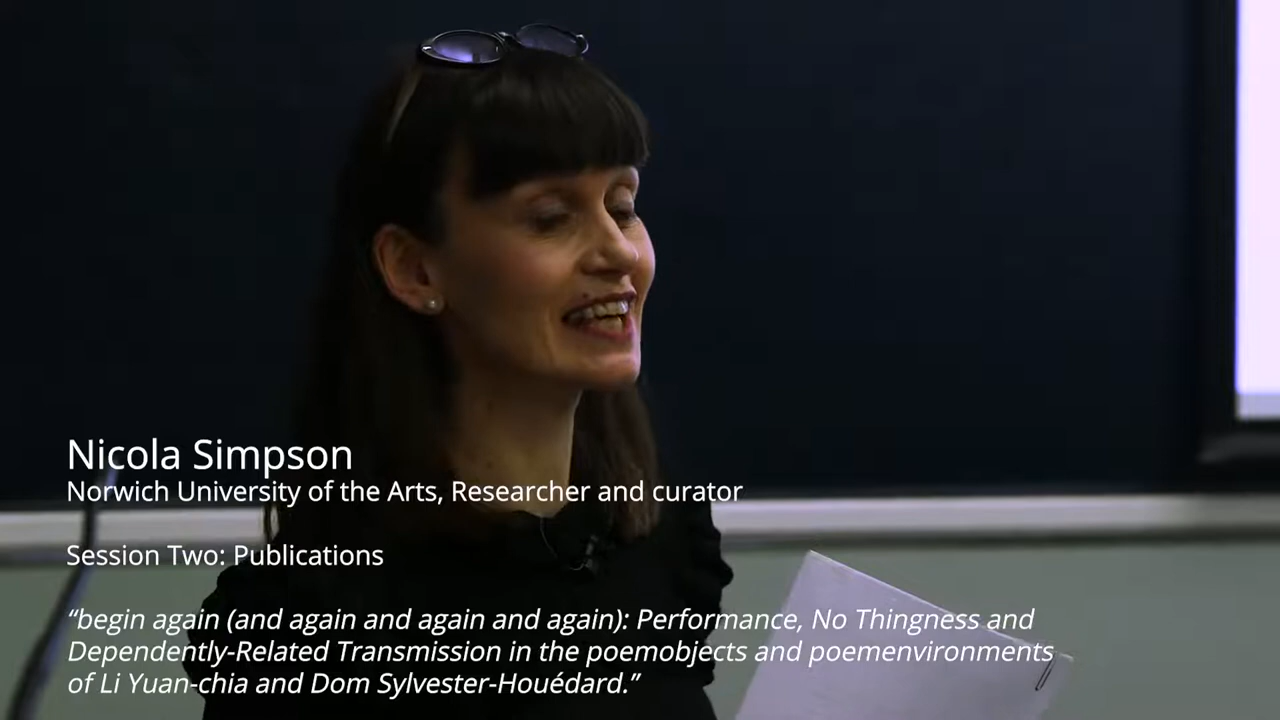 Nicola Simpson
Norwich University of the Arts, Researcher and curator
Session Two: Publications
“begin again (and again and again and again): Performance, No Thingness and
Dependently-Related Transmission in the poemobjects and poemenvironments
of Li Yuan-chia and Dom Sylvester-Houédard.”